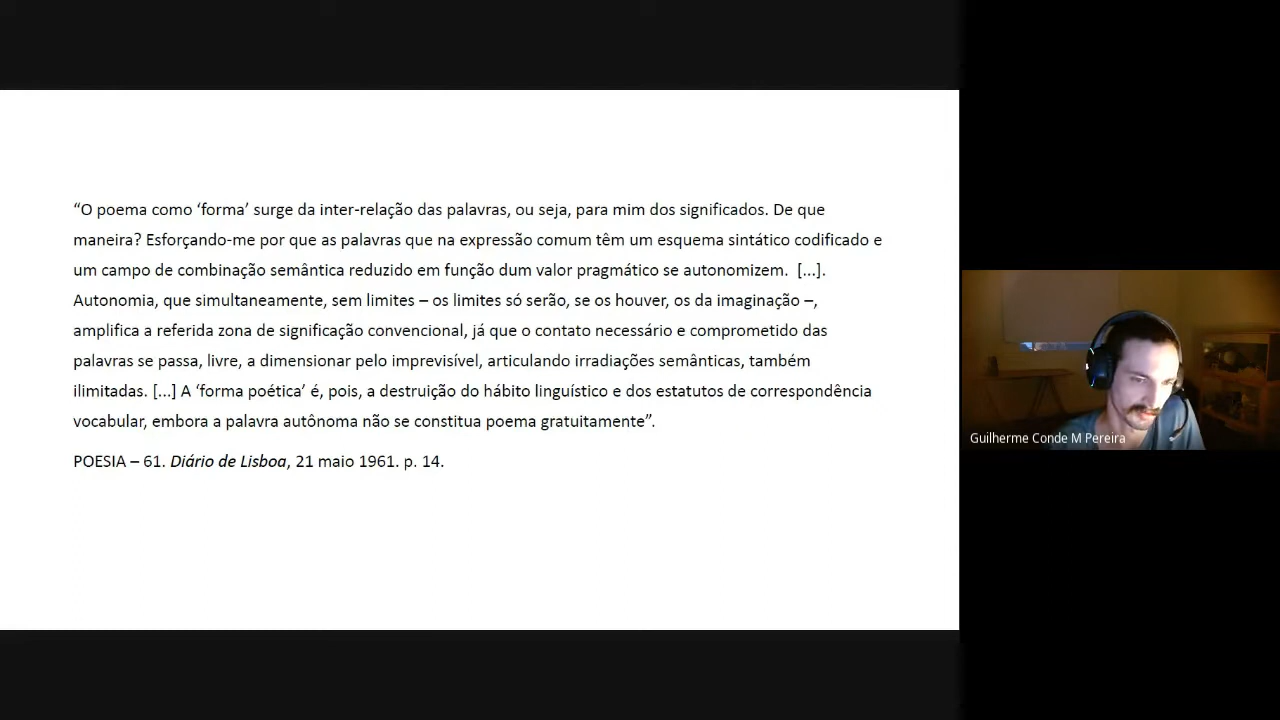 “O poema como ‘forma’ surge da inter-relação das palavras, ou seja, para mim dos significados. De que
maneira? Esforçando-me por que as palavras que na expressão comum têm um esquema sintático codificado e
um campo de combinação semântica reduzido em função dum valor pragmático se autonomizem.  [...].
Autonomia, que simultaneamente, sem limites – os limites só serão, se os houver, os da imaginação –,
amplifica a referida zona de significação convencional, já que o contato necessário e comprometido das
palavras se passa, livre, a dimensionar pelo imprevisível, articulando irradiações semânticas, também
ilimitadas. [...] A ‘forma poética’ é, pois, a destruição do hábito linguístico e dos estatutos de correspondência
vocabular, embora a palavra autônoma não se constitua poema gratuitamente”.
POESIA – 61. Diário de Lisboa, 21 maio 1961. p. 14.
Guilherme Conde M Pereira